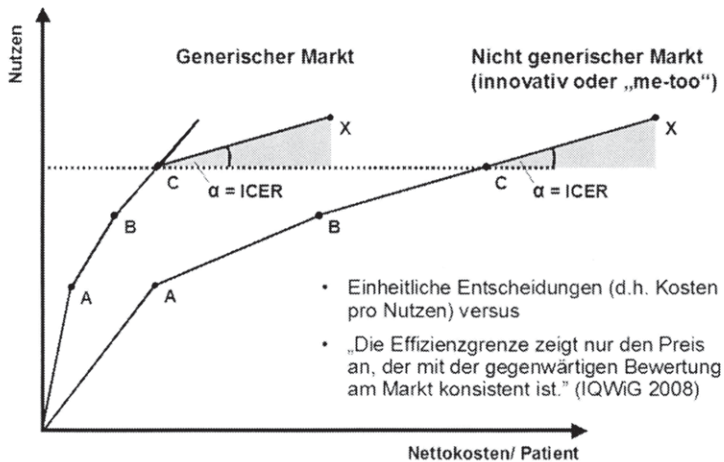 Nutzen
Generischer Markt
Nicht generischer Markt
(innovativ oder „me-too“)
X
X
C
α = ICER
C
α = ICER
B
B
A
A
• Einheitliche Entscheidungen (d.h. Kosten
pro Nutzen) versus
• „Die Effizienzgrenze zeigt nur den Preis
an, der mit der gegenwärtigen Bewertung
am Markt konsistent ist.” (IQWiG 2008)
Nettokosten/ Patient